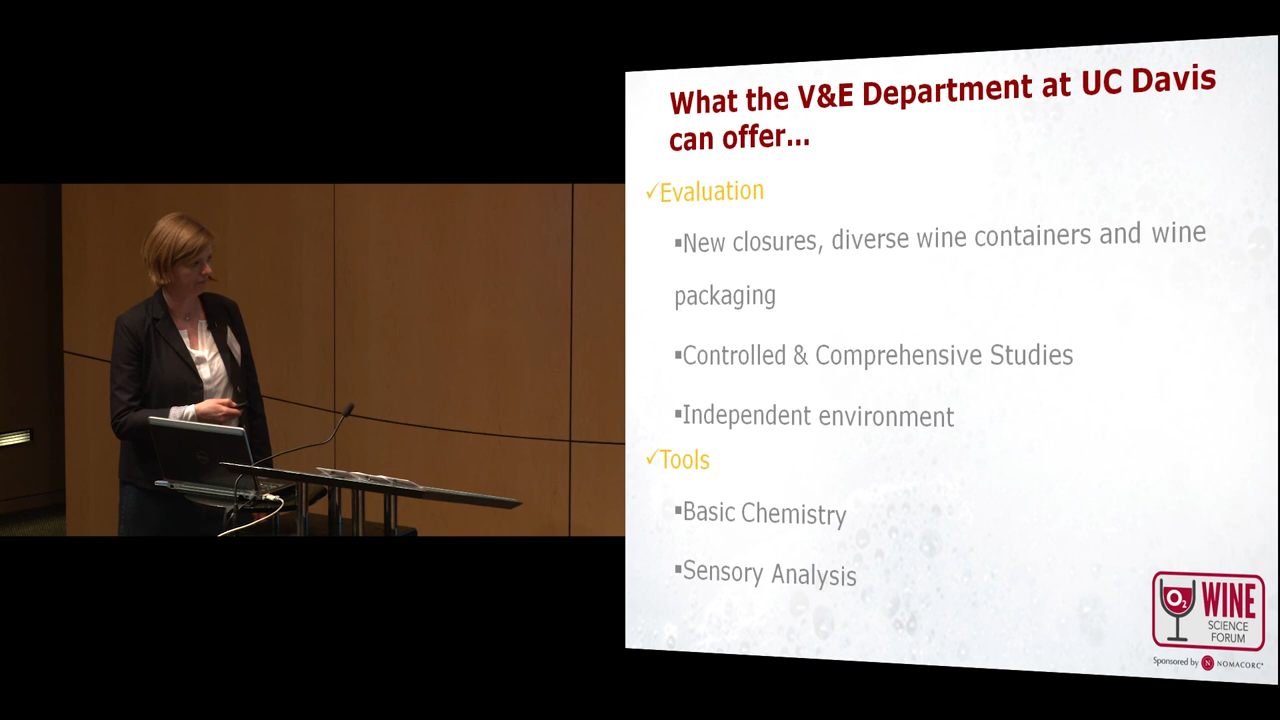 What the V&E Department at UC Davis
can offer...
✓Evaluation
▪New closures, diverse wine containers and wine
packaging
▪Controlled & Comprehensive Studies
▪Independent environment
✓Tools
▪Basic Chemistry
▪Sensory Analysis
O2 WINE
SCIENCE
FORUM
Sponsored by N NOMACORC